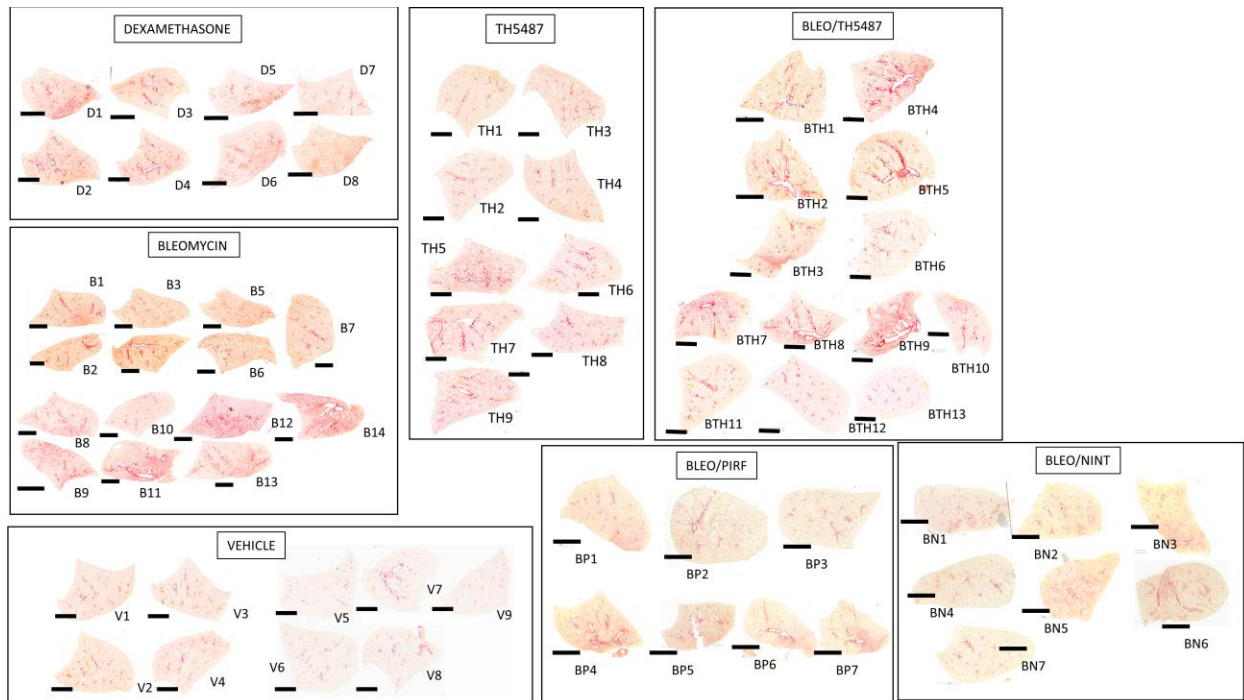 DEXAMETHASONE
D5
D7
D1
D3
D2
D4
D6
D8
BLEOMYCIN
B1
B3
B5
B7
B2
B6
B8
B10
B12
B14
B9
B11
B13
VEHICLE
V1
V3
V5
V7
V9
V2
V4
V6
V8
TH5487
TH1
TH3
TH2
TH4
TH5
TH6
TH7
TH8
TH9
BLEO/TH5487
BTH1
BTH4
BTH2
BTH5
BTH3
BTH6
BTH7
BTH8
BTH9
BTH10
BTH11
BTH12
BTH13
BLEO/PIRF
BP1
BP2
BP3
BP4
BP5
BP6
BP7
BLEO/NINT
BN1
BN2
BN3
BN4
BN5
BN6
BN7